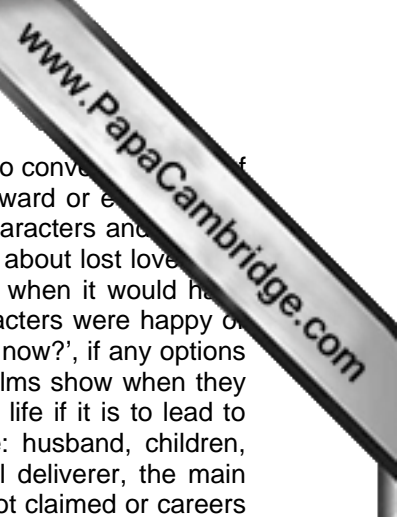 www.PapaCambridge.com
o conve
ward or e
aracters and
about lost love
when it would ha
acters were happy or
now?', if any options
lms show when they
life if it is to lead to
: husband, children,
l deliverer, the main
ot claimed or careers